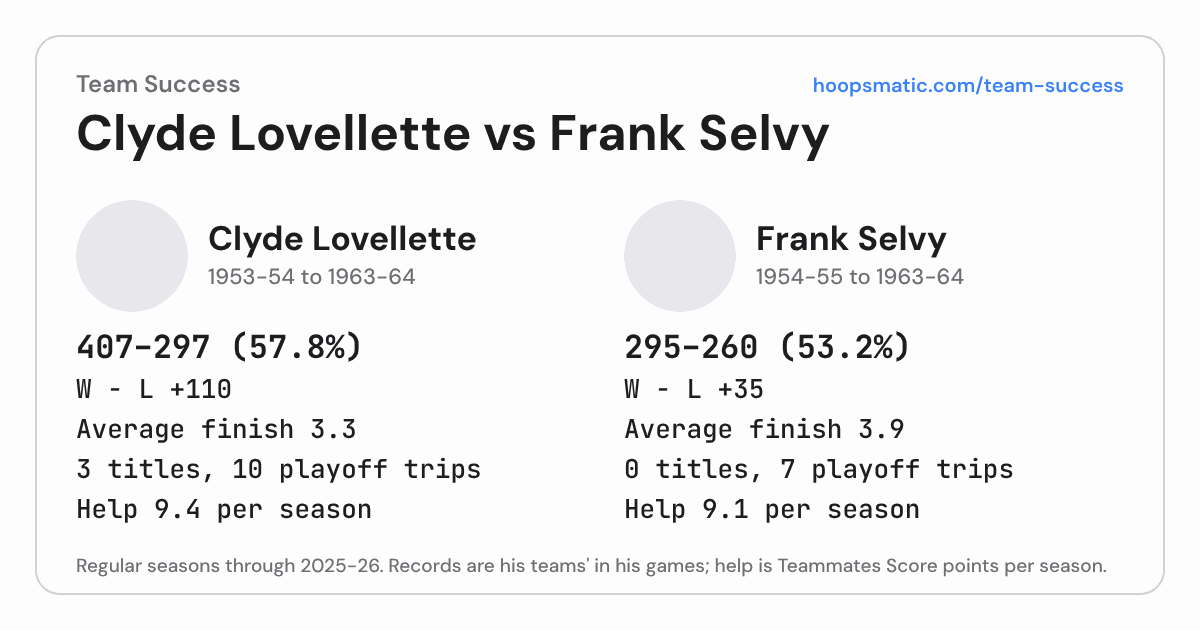 Team Success
hoopsmatic.com/team-success
Clyde Lovellette vs Frank Selvy
Clyde Lovellette
1953-54 to 1963-64
407-297 (57.8%)
W - L +110
Average finish 3.3
3 titles, 10 playoff trips
Help 9.4 per season
Frank Selvy
1954-55 to 1963-64
295-260 (53.2%)
W - L +35
Average finish 3.9
0 titles, 7 playoff trips
Help 9.1 per season
Regular seasons through 2025-26. Records are his teams' in his games; help is Teammates Score points per season.